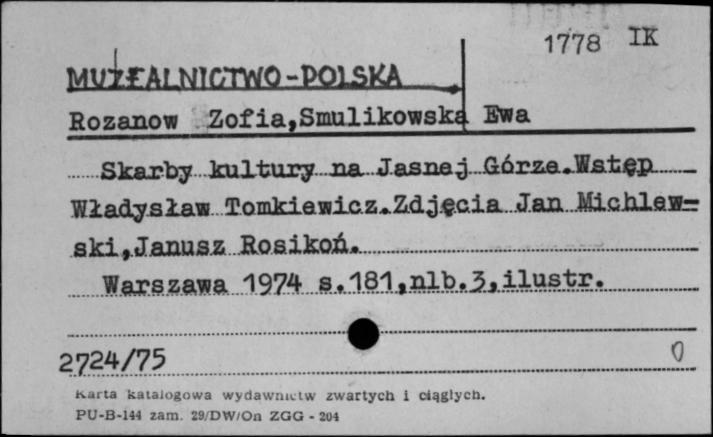 1778 IK
MUZEALNICTWO-POLSKA
Rozanow Zofia,Smulikowska Ewa
Skarby kultury na Jasnej Górze.Wstęp
Władysław Tomkiewicz.Zdjęcia Jan Michlew=
ski,Janusz Rosikoń.
Warszawa 1974 s.181,nlb.3,ilustr.
2724/75 0
Karta katalogowa wydawnictw zwartych i ciągłych.
PU-B-144 zam. 29/DW/On ZGG - 204